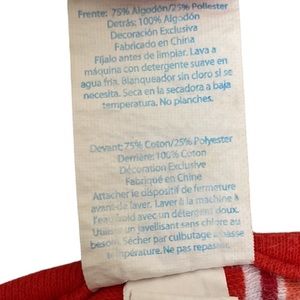 Frente: 75% Algodón/25% Poliester
Detrás: 100% Algodón
Decoración Exclusiva
Fabricado en China
Fíjalo antes de limpiar. Lava a
máquina con detergente suave en
agua fria. Blanqueador sin cloro si se
necesita. Seca en la secadora a baja
temperatura. No planches.
Devant: 75% Coton/25% Polyester
Derrière: 100% Coton
Décoration Exclusive
Fabriqué en Chine
Attacher le dispositif de fermeture
avant de laver. Laver à la machine à
l'eau froid avec un détergent doux.
Utiliser un javellisant sans chlore au
besoin. Sécher par culbutage à basse
température. Ne pas repasser.